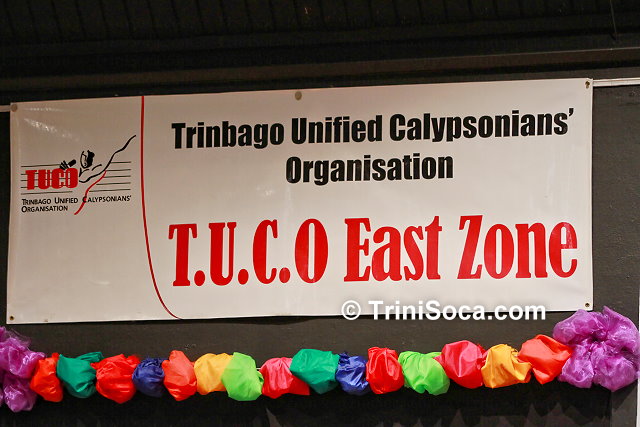 TUCO
TRINBAGO UNIFIED CALYPSONIANS'
ORGANISATION
Trinbago Unified Calypsonians'
Organisation
T.U.C.O East Zone
© TriniSoca.com